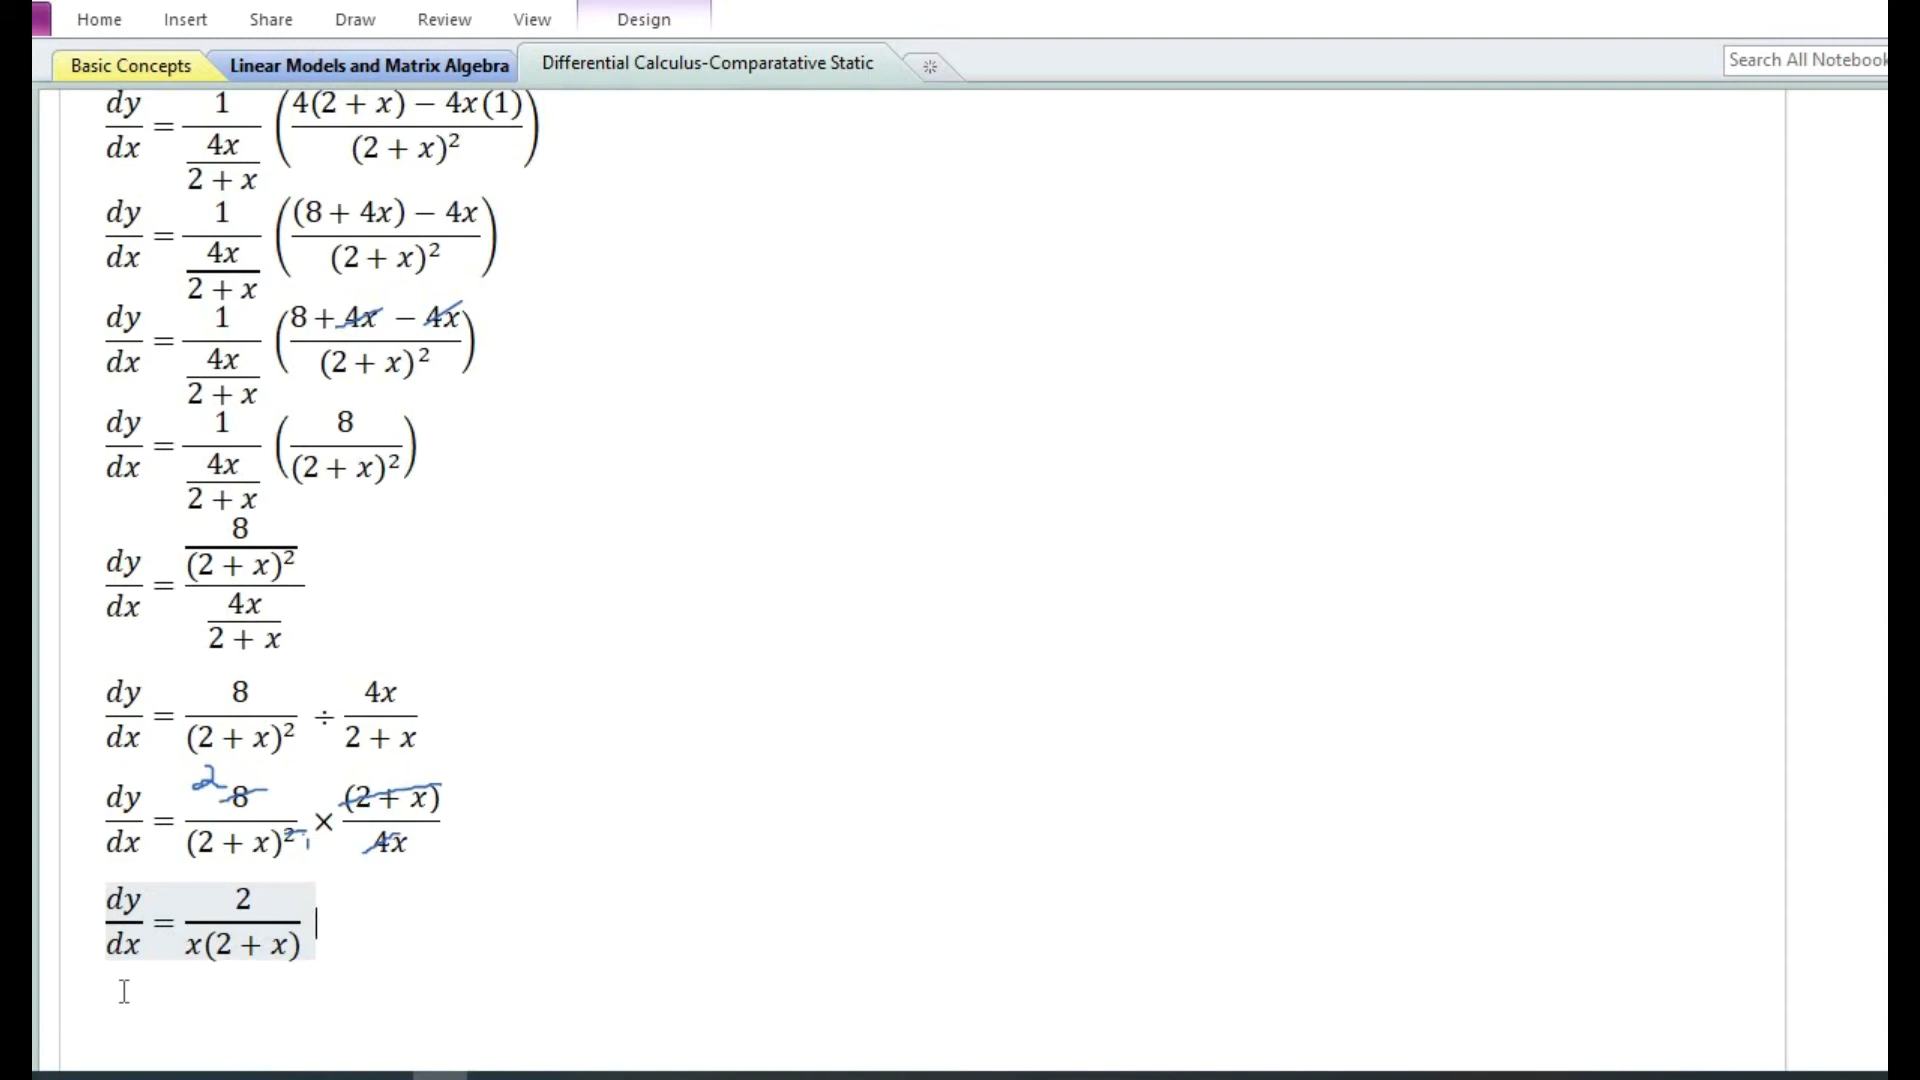 Home Insert Share Draw Review View Design
Basic Concepts Linear Models and Matrix Algebra Differential Calculus-Comparatative Static
Search All Notebook
dy/dx = 1/(4x/(2 + x)) ((4(2 + x) − 4x(1))/(2 + x)²)
dy/dx = 1/(4x/(2 + x)) (((8 + 4x) − 4x)/(2 + x)²)
dy/dx = 1/(4x/(2 + x)) ((8 + 4x − 4x)/(2 + x)²)
dy/dx = 1/(4x/(2 + x)) (8/(2 + x)²)
dy/dx = (8/(2 + x)²)/(4x/(2 + x))
dy/dx = 8/(2 + x)² ÷ 4x/(2 + x)
2
dy/dx = 8/(2 + x)² × (2 + x)/4x
dy/dx = 2/(x(2 + x))